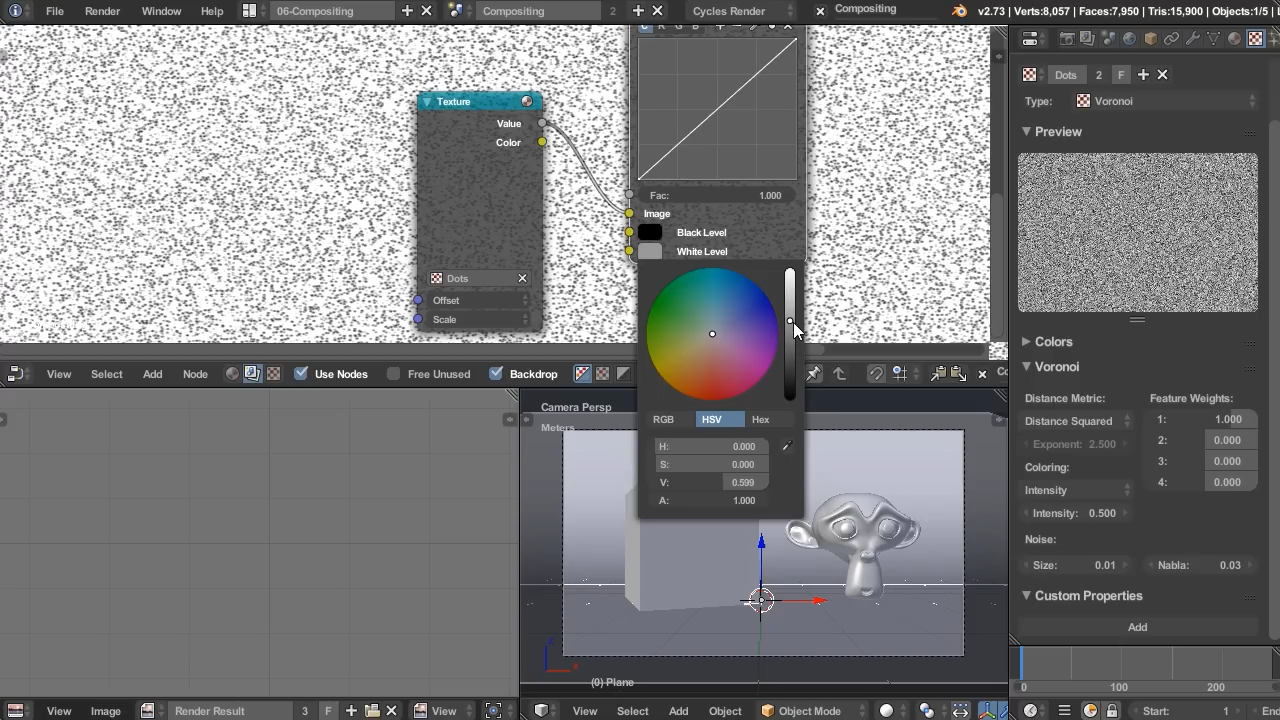 File Render Window Help 06-Compositing Compositing 2 Cycles Render Compositing v2.73 | Verts:8,057 | Faces:7,950 | Tris:15,900 | Objects:1/5 |
C R G B
Texture
Value
Color
Dots
Offset
Scale
Fac: 1.000
Image
Black Level
White Level
RGB HSV Hex
H: 0.000
S: 0.000
V: 0.599
A: 1.000
View Select Add Node Use Nodes Free Unused Backdrop
Camera Persp
Meters
(0) Plane
View Image Render Result 3 F View
View Select Add Object Object Mode
Dots 2 F
Type: Voronoi
Preview
Colors
Voronoi
Distance Metric: Feature Weights:
Distance Squared 1: 1.000
Exponent: 2.500 2: 0.000
Coloring: 3: 0.000
Intensity 4: 0.000
Intensity: 0.500
Noise:
Size: 0.01 Nabla: 0.03
Custom Properties
Add
0 100 200
Start: 1 End